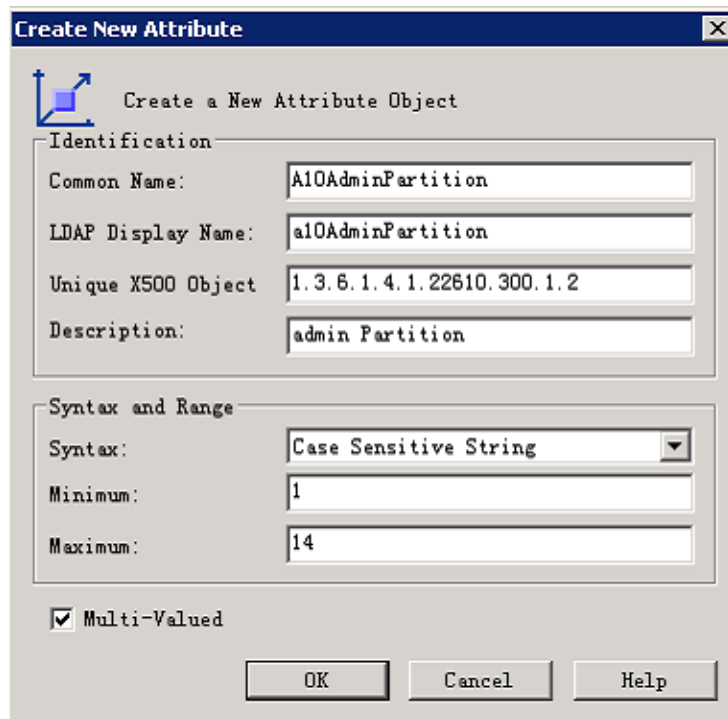 Create New Attribute
Create a New Attribute Object
Identification
Common Name: A10AdminPartition
LDAP Display Name: a10AdminPartition
Unique X500 Object 1.3.6.1.4.1.22610.300.1.2
Description: admin Partition
Syntax and Range
Syntax: Case Sensitive String
Minimum: 1
Maximum: 14
Multi-Valued
OK Cancel Help